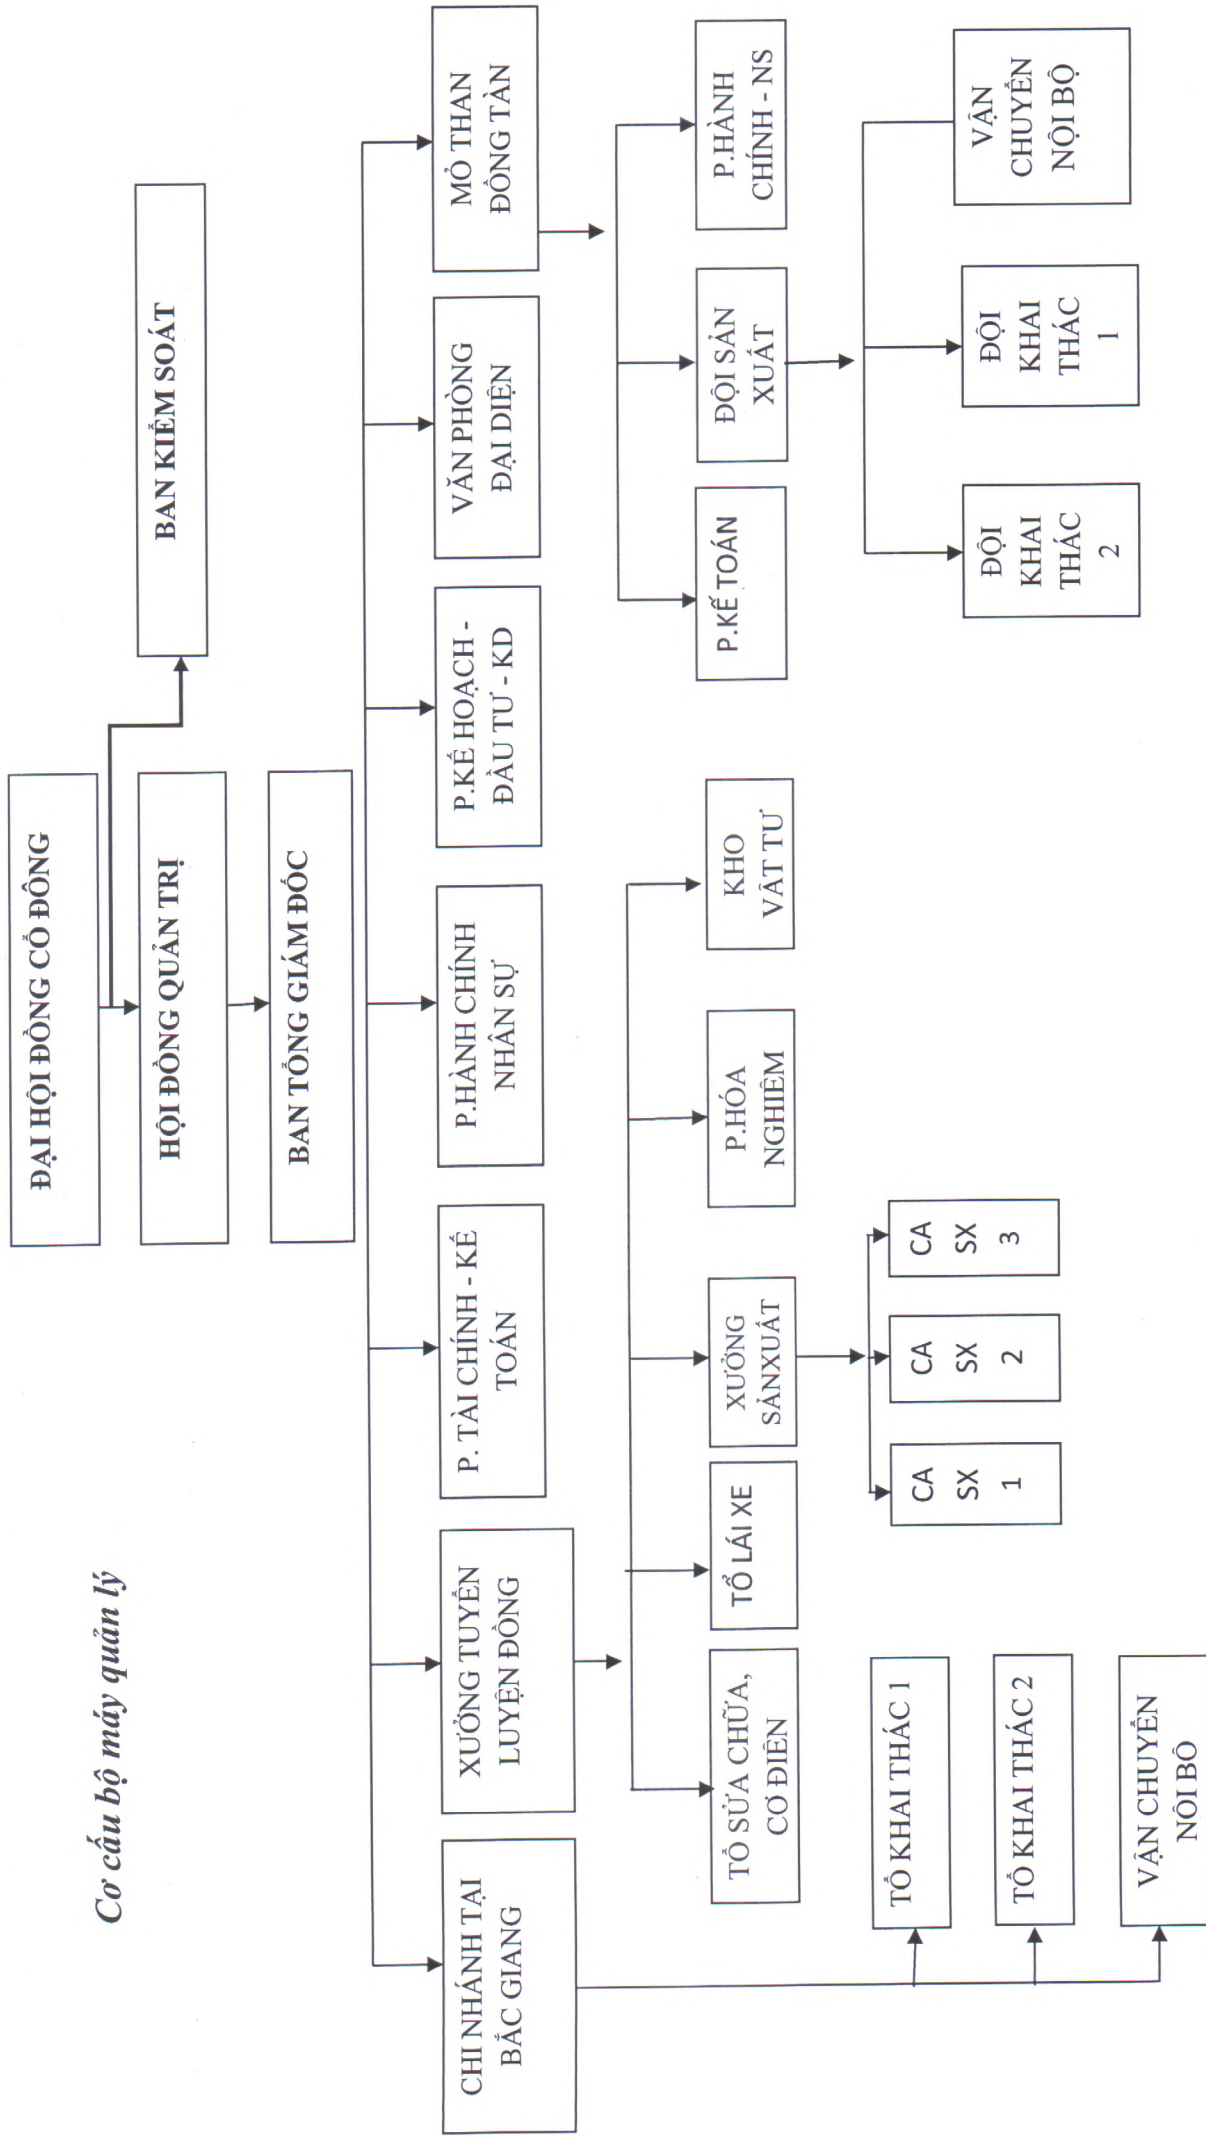 Cơ cấu bộ máy quản lý
ĐẠI HỘI ĐỒNG CỔ ĐÔNG
BAN KIỂM SOÁT
HỘI ĐỒNG QUẢN TRỊ
BAN TỔNG GIÁM ĐỐC
CHI NHÁNH TẠI
BẮC GIANG
XƯỞNG TUYỂN
LUYỆN ĐỒNG
P. TÀI CHÍNH - KẾ
TOÁN
P.HÀNH CHÍNH
NHÂN SỰ
P.KẾ HOẠCH -
ĐẦU TƯ - KD
VĂN PHÒNG
ĐẠI DIỆN
MỎ THAN
ĐỒNG TÀN
TỔ SỬA CHỮA,
CƠ ĐIÊN
TỔ LÁI XE
XƯỞNG
SẢNXUẤT
P.HÓA
NGHIÊM
KHO
VẬT TƯ
P.KẾ TOÁN
ĐỘI SẢN
XUẤT
P.HÀNH
CHÍNH - NS
TỔ KHAI THÁC 1
TỔ KHAI THÁC 2
VẬN CHUYỂN
NÔI BÔ
CA
SX
1
CA
SX
2
CA
SX
3
ĐỘI
KHAI
THÁC
2
ĐỘI
KHAI
THÁC
1
VẬN
CHUYỂN
NỘI BỘ